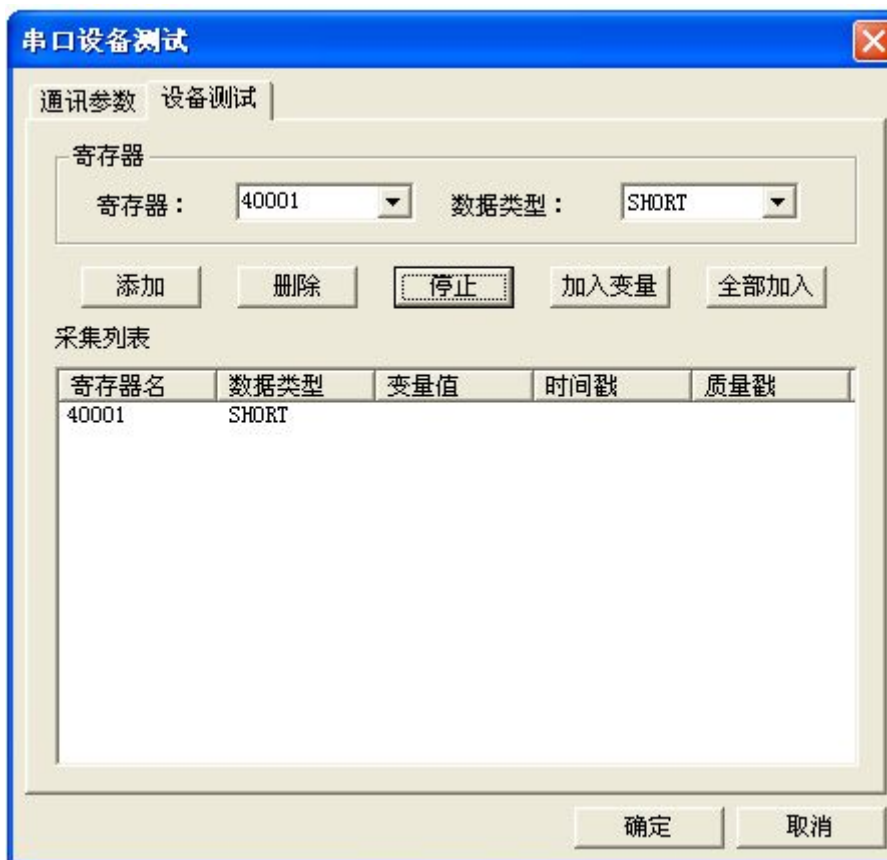 串口设备测试
通讯参数 设备测试
寄存器
寄存器： 40001 数据类型： SHORT
添加 删除 停止 加入变量 全部加入
采集列表
寄存器名 数据类型 变量值 时间戳 质量戳
40001 SHORT
确定 取消